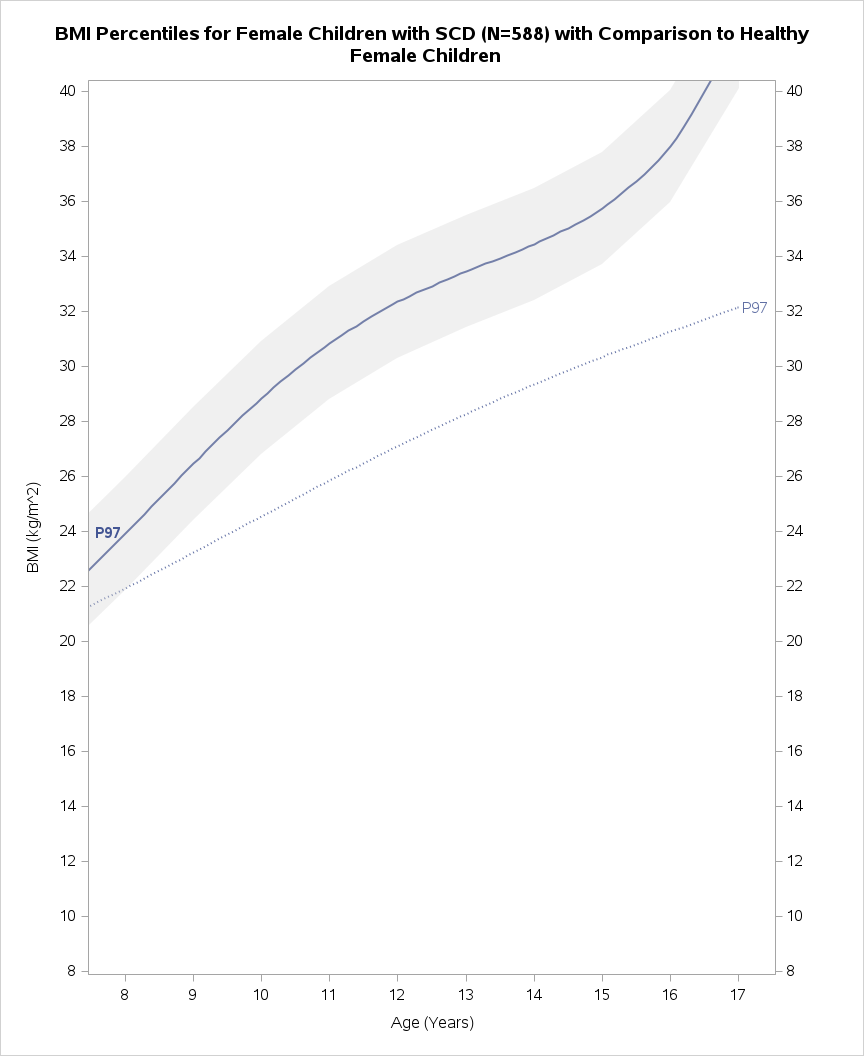 BMI Percentiles for Female Children with SCD (N=588) with Comparison to Healthy
Female Children
40 40
38 38
36 36
34 34
32 P97 32
30 30
28 28
26 26
BMI (kg/m^2)
24 P97 24
22 22
20 20
18 18
16 16
14 14
12 12
10 10
8 8
8 9 10 11 12 13 14 15 16 17
Age (Years)